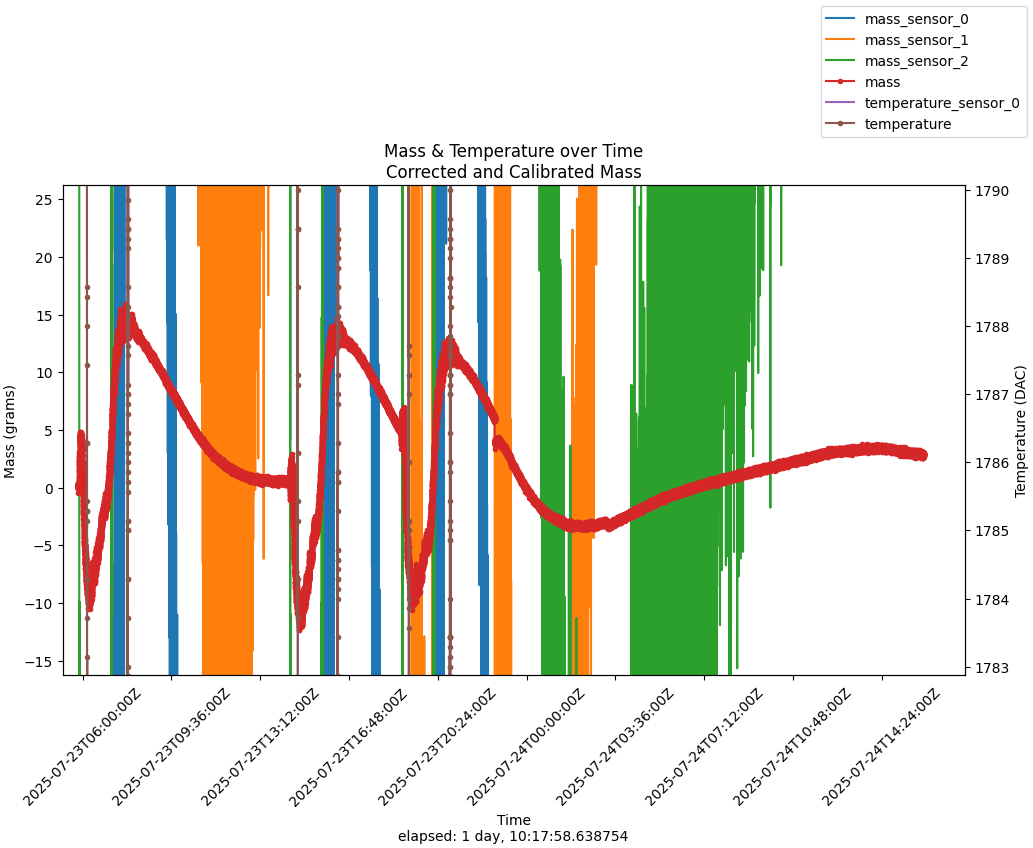 mass_sensor_0
mass_sensor_1
mass_sensor_2
mass
temperature_sensor_0
temperature
Mass & Temperature over Time
Corrected and Calibrated Mass
25
20
15
10
5
0
−5
−10
−15
Mass (grams)
1790
1789
1788
1787
1786
1785
1784
1783
Temperature (DAC)
2025-07-23T06:00:00Z
2025-07-23T09:36:00Z
2025-07-23T13:12:00Z
2025-07-23T16:48:00Z
2025-07-23T20:24:00Z
2025-07-24T00:00:00Z
2025-07-24T03:36:00Z
2025-07-24T07:12:00Z
2025-07-24T10:48:00Z
2025-07-24T14:24:00Z
Time
elapsed: 1 day, 10:17:58.638754